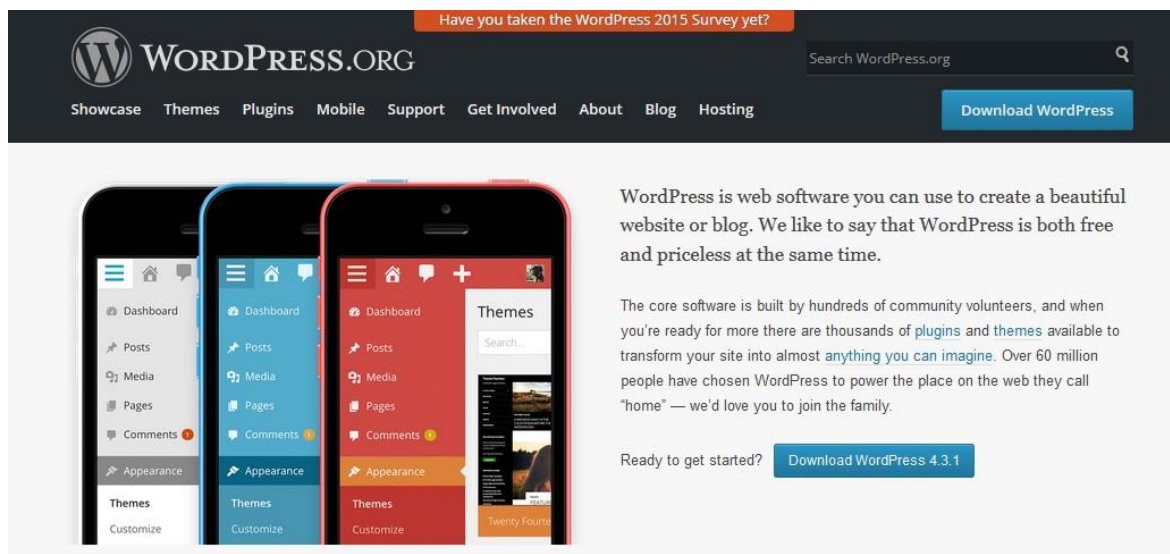 Have you taken the WordPress 2015 Survey yet?
WORDPRESS.ORG
Search WordPress.org
Showcase Themes Plugins Mobile Support Get Involved About Blog Hosting
Download WordPress
WordPress is web software you can use to create a beautiful
website or blog. We like to say that WordPress is both free
and priceless at the same time.
The core software is built by hundreds of community volunteers, and when
you’re ready for more there are thousands of plugins and themes available to
transform your site into almost anything you can imagine. Over 60 million
people have chosen WordPress to power the place on the web they call
“home” — we’d love you to join the family.
Ready to get started? Download WordPress 4.3.1
Dashboard
Posts
Media
Pages
Comments
Appearance
Themes
Customize
Dashboard
Posts
Media
Pages
Comments
Appearance
Themes
Customize
Dashboard
Posts
Media
Pages
Comments
Appearance
Themes
Customize
Themes
Search...
Twenty Fourte